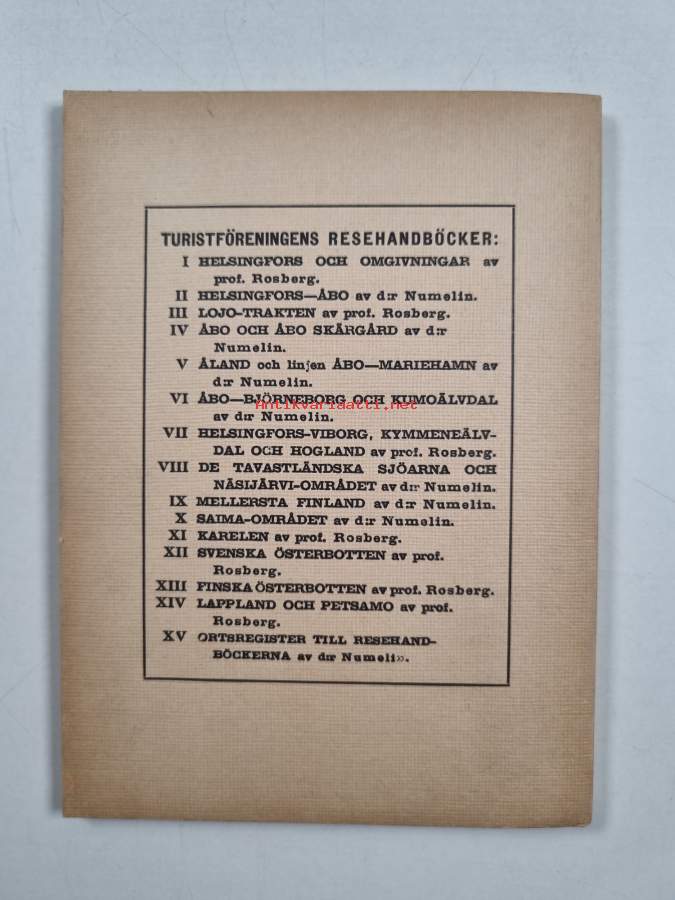 TURISTFÖRENINGENS RESEHANDBÖCKER:
I HELSINGFORS OCH OMGIVNINGAR av
prof. Rosberg.
II HELSINGFORS—ÅBO av d:r Numelin.
III LOJO-TRAKTEN av prof. Rosberg.
IV ÅBO OCH ÅBO SKÄRGÅRD av d:r
Numelin.
V ÅLAND och linjen ÅBO—MARIEHAMN av
d:r Numelin.
VI ÅBO—BJÖRNEBORG OCH KUMOÄLVDAL
Antikvariaatti.net
av d:r Numelin.
VII HELSINGFORS-VIBORG, KYMMENEÄLV-
DAL OCH HOGLAND av prof. Rosberg.
VIII DE TAVASTLÄNDSKA SJÖARNA OCH
NÄSIJÄRVI-OMRÅDET av d:r Numelin.
IX MELLERSTA FINLAND av d:r Numelin.
X SAIMA-OMRÅDET av d:r Numelin.
XI KARELEN av prof. Rosberg.
XII SVENSKA ÖSTERBOTTEN av prof.
Rosberg.
XIII FINSKA ÖSTERBOTTEN av prof. Rosberg.
XIV LAPPLAND OCH PETSAMO av prof.
Rosberg.
XV ORTSREGISTER TILL RESEHAND-
BÖCKERNA av d:r Numelin.